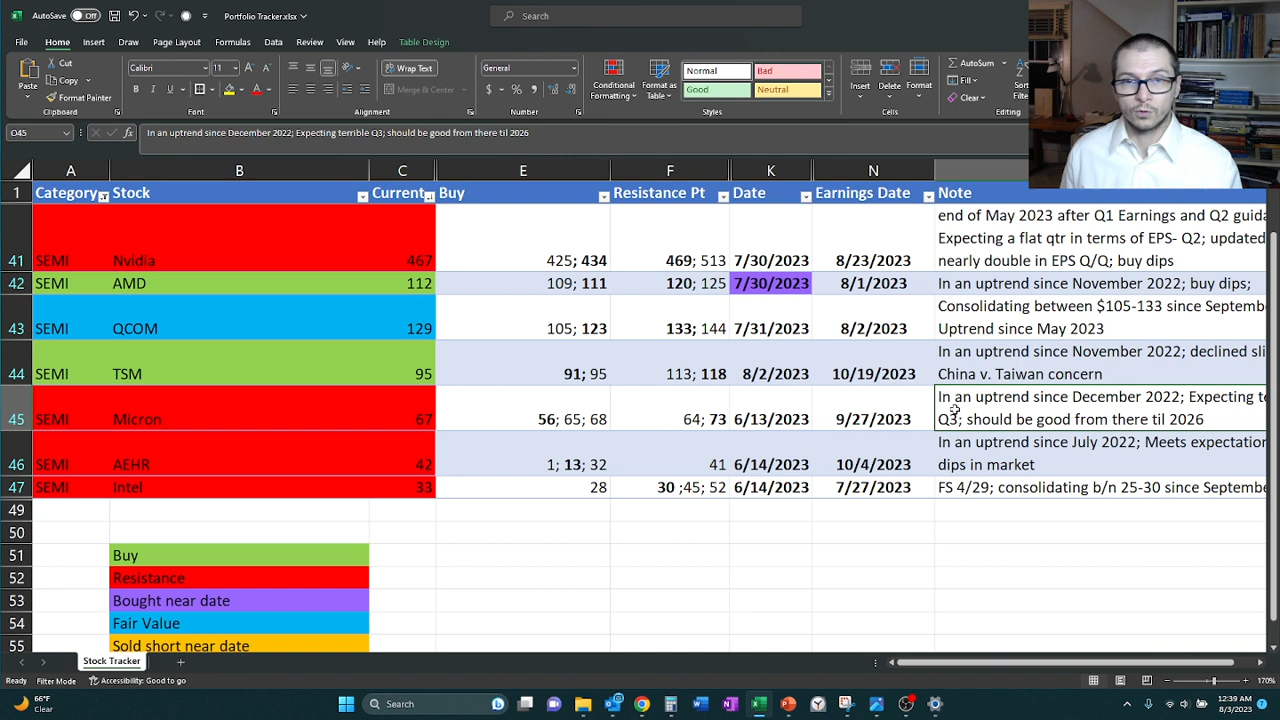 AutoSave Off Portfolio Tracker.xlsx Search
File Home Insert Draw Page Layout Formulas Data Review View Help Table Design
Paste Cut Copy Format Painter Clipboard
Calibri 11 B I U A Font
Wrap Text Merge & Center Alignment
General $ % Number
Conditional Formatting Format as Table
Normal Bad Good Neutral Styles
Insert Delete Format Cells
AutoSum Fill Clear
O45 fx In an uptrend since December 2022; Expecting terrible Q3; should be good from there til 2026
A B C E F K N
1 Category Stock Current Buy Resistance Pt Date Earnings Date Note
end of May 2023 after Q1 Earnings and Q2 guida
Expecting a flat qtr in terms of EPS- Q2; updated
41 SEMI Nvidia 467 425; 434 469; 513 7/30/2023 8/23/2023 nearly double in EPS Q/Q; buy dips
42 SEMI AMD 112 109; 111 120; 125 7/30/2023 8/1/2023 In an uptrend since November 2022; buy dips;
Consolidating between $105-133 since Septembe
43 SEMI QCOM 129 105; 123 133; 144 7/31/2023 8/2/2023 Uptrend since May 2023
In an uptrend since November 2022; declined sli
44 SEMI TSM 95 91; 95 113; 118 8/2/2023 10/19/2023 China v. Taiwan concern
In an uptrend since December 2022; Expecting te
45 SEMI Micron 67 56; 65; 68 64; 73 6/13/2023 9/27/2023 Q3; should be good from there til 2026
In an uptrend since July 2022; Meets expectation
46 SEMI AEHR 42 1; 13; 32 41 6/14/2023 10/4/2023 dips in market
47 SEMI Intel 33 28 30 ;45; 52 6/14/2023 7/27/2023 FS 4/29; consolidating b/n 25-30 since Septembe
49
50
51 Buy
52 Resistance
53 Bought near date
54 Fair Value
55 Sold short near date
Stock Tracker
Ready Filter Mode Accessibility: Good to go 170%
66°F
Clear
Search
12:39 AM
8/3/2023